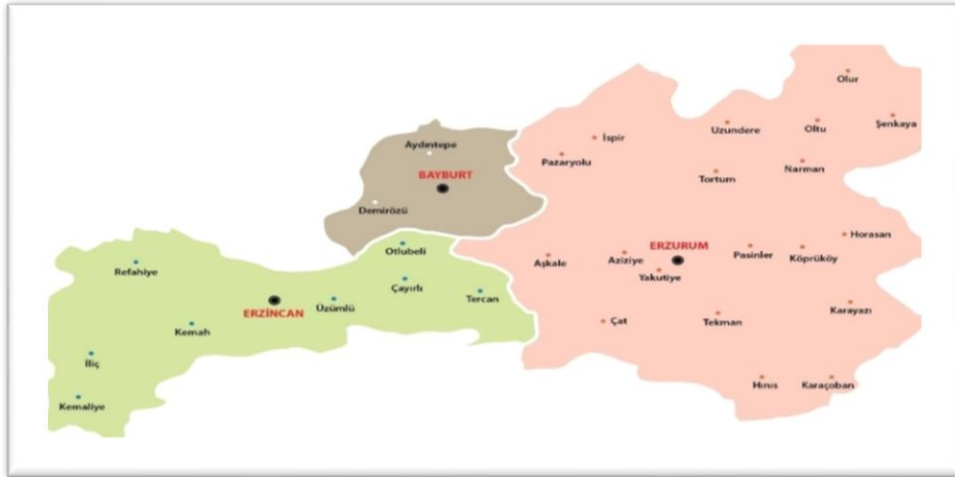 Olur
Şenkaya
Oltu
Uzundere
İspir
Pazaryolu
Narman
Tortum
Aydıntepe
BAYBURT
Demirözü
Horasan
ERZURUM
Pasinler
Köprüköy
Aziziye
Aşkale
Yakutiye
Otlubeli
Refahiye
Çayırlı
Tercan
Üzümlü
ERZİNCAN
Karayazı
Tekman
Çat
Kemah
İliç
Hınıs
Karaçoban
Kemaliye